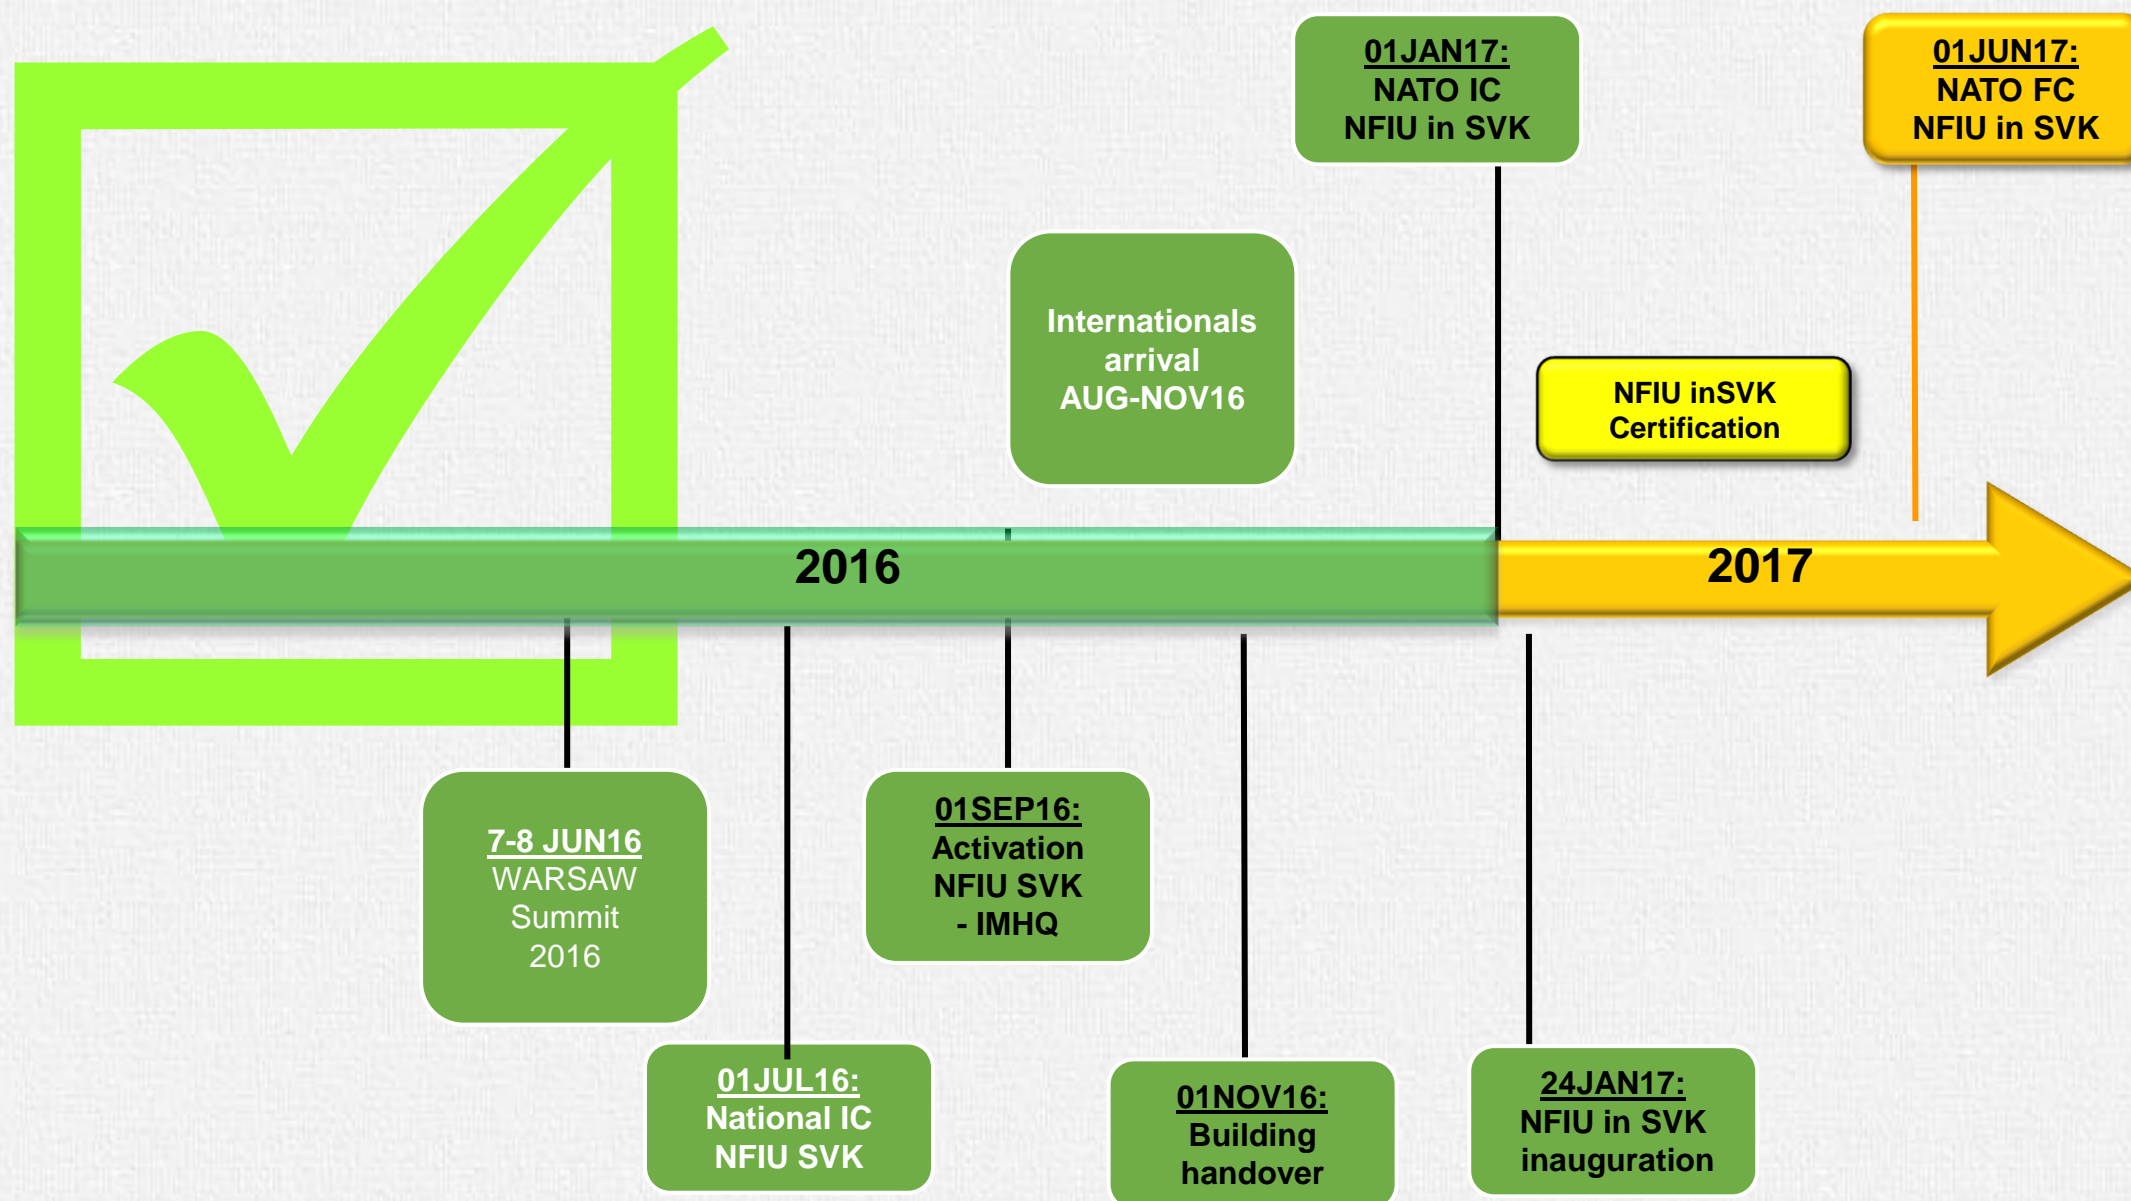 01JAN17:
NATO IC
NFIU in SVK
01JUN17:
NATO FC
NFIU in SVK
Internationals
arrival
AUG-NOV16
NFIU inSVK
Certification
2016
2017
7-8 JUN16
WARSAW
Summit
2016
01SEP16:
Activation
NFIU SVK
- IMHQ
01JUL16:
National IC
NFIU SVK
01NOV16:
Building
handover
24JAN17:
NFIU in SVK
inauguration